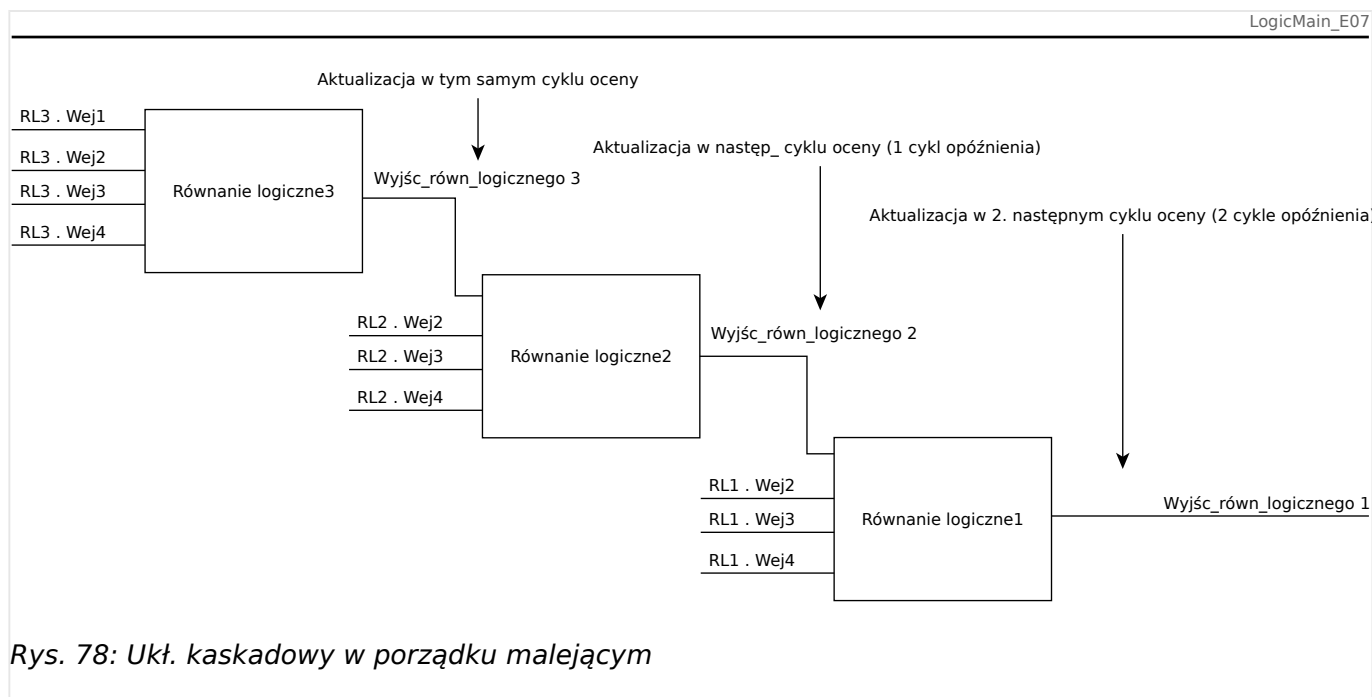 LogicMain_E07
Aktualizacja w tym samym cyklu oceny
RL3 . Wej1
RL3 . Wej2
RL3 . Wej3
RL3 . Wej4
Równanie logiczne3
Wyjśc_równ_logicznego 3
Aktualizacja w następ_ cyklu oceny (1 cykl opóźnienia)
Aktualizacja w 2. następnym cyklu oceny (2 cykle opóźnienia)
RL2 . Wej2
RL2 . Wej3
RL2 . Wej4
Równanie logiczne2
Wyjśc_równ_logicznego 2
RL1 . Wej2
RL1 . Wej3
RL1 . Wej4
Równanie logiczne1
Wyjśc_równ_logicznego 1
Rys. 78: Ukł. kaskadowy w porządku malejącym